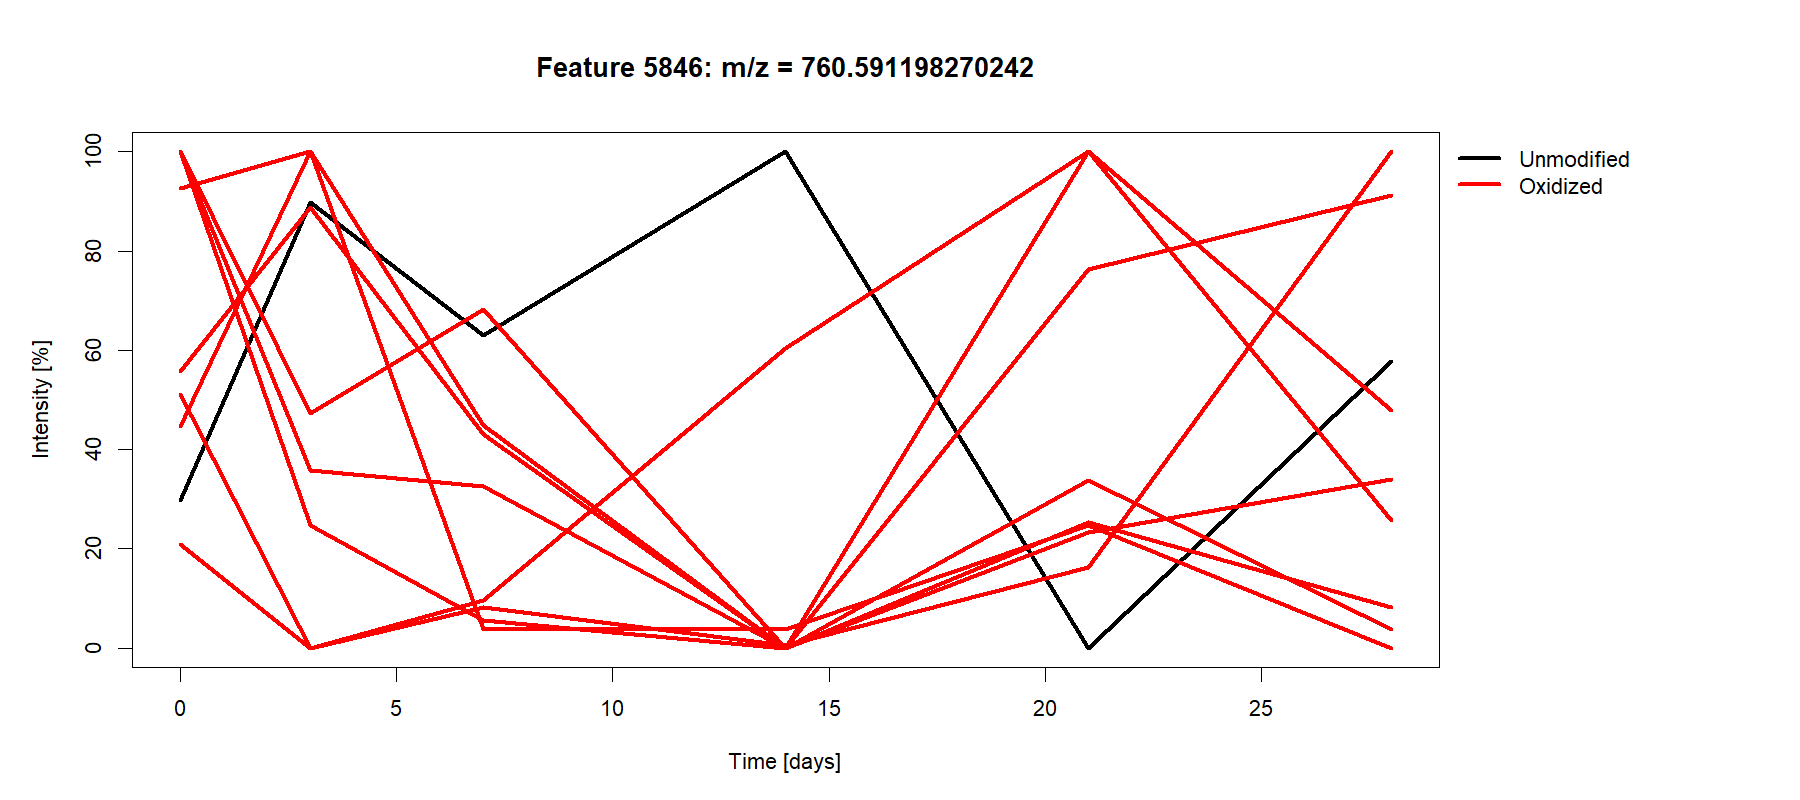 Feature 5846: m/z = 760.591198270242
Unmodified
Oxidized
Intensity [%]
100
80
60
40
20
0
0 5 10 15 20 25
Time [days]